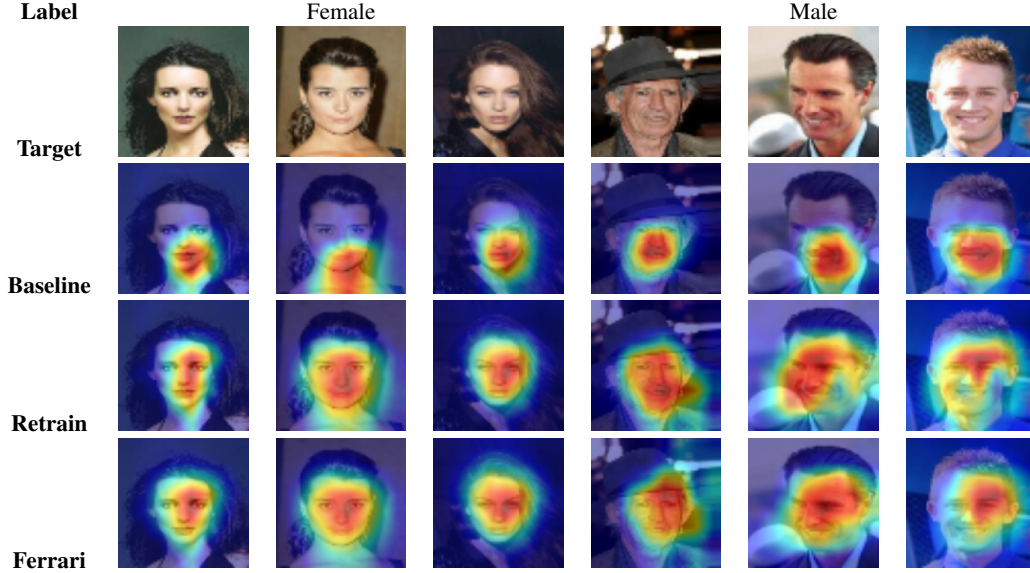 Label Female Male
Target
Baseline
Retrain
Ferrari